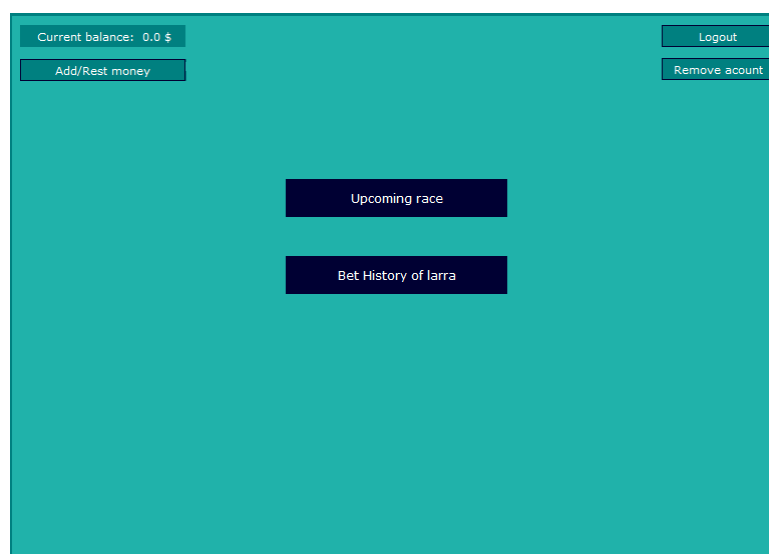 Current balance: 0.0 $
Logout
Add/Rest money
Remove acount
Upcoming race
Bet History of larra